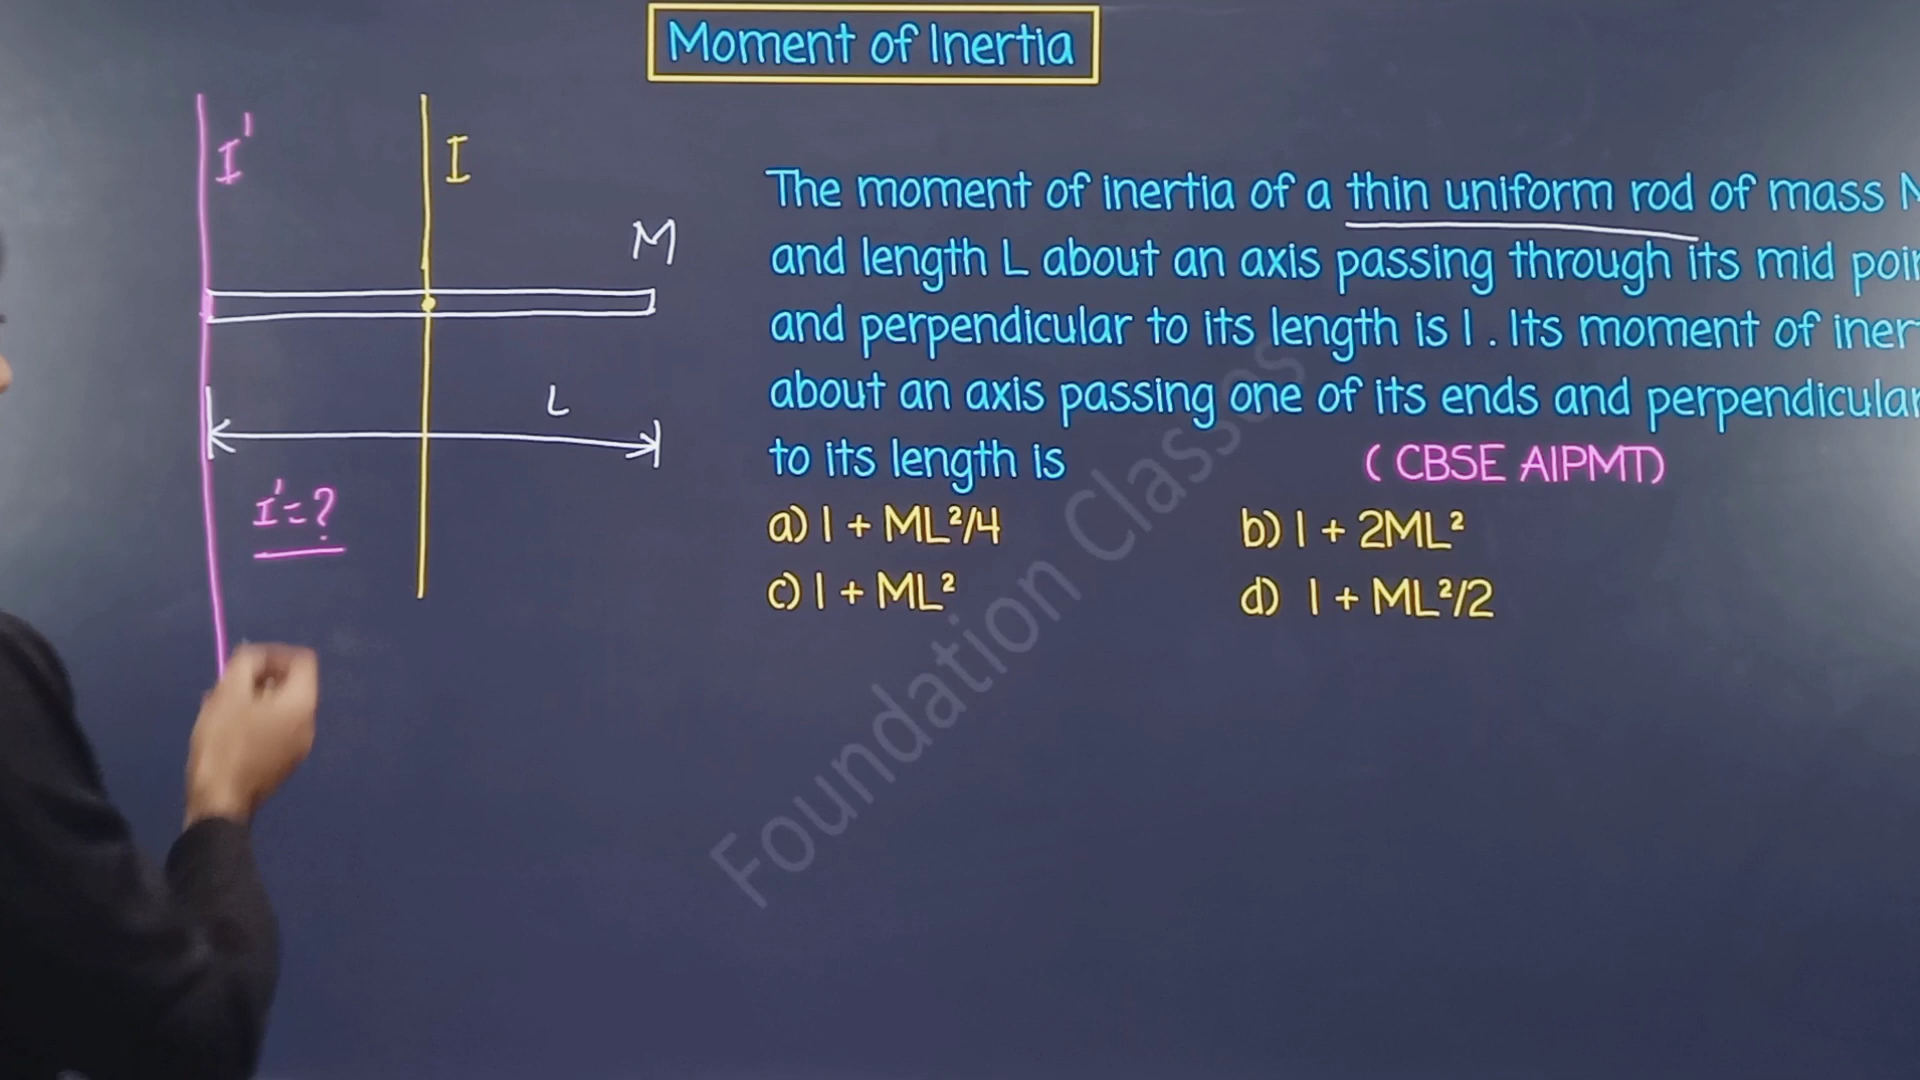 Moment of Inertia
I'
I
M
L
I'=?
The moment of inertia of a thin uniform rod of mass
and length L about an axis passing through its mid
and perpendicular to its length is I . Its moment of
about an axis passing one of its ends and perpendicular
to its length is
( CBSE AIPMT)
a) I + ML²/4
b) I + 2ML²
c) I + ML²
d) I + ML²/2
Foundation Classes